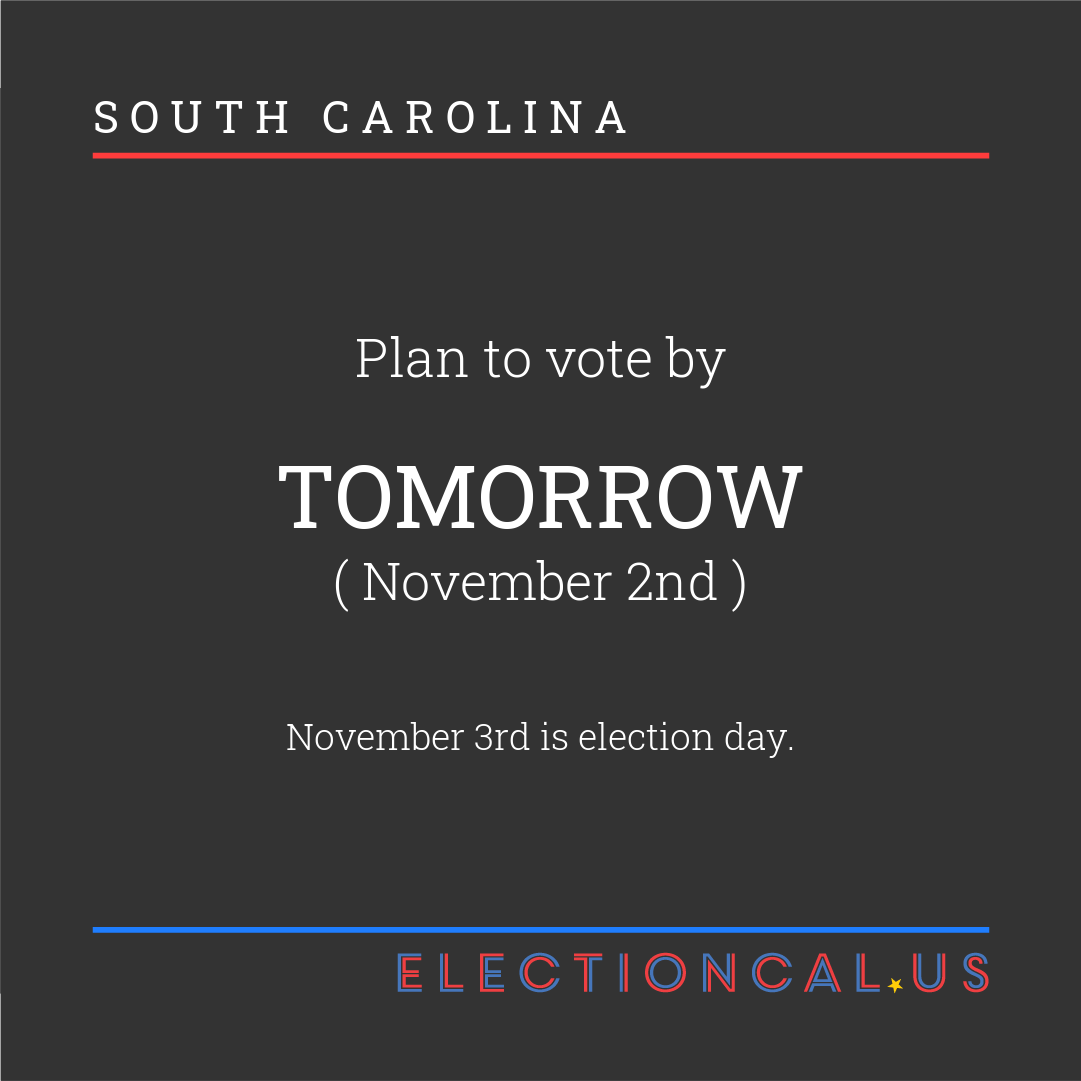 SOUTH CAROLINA
Plan to vote by
TOMORROW
( November 2nd )
November 3rd is election day.
ELECTIONCAL.US